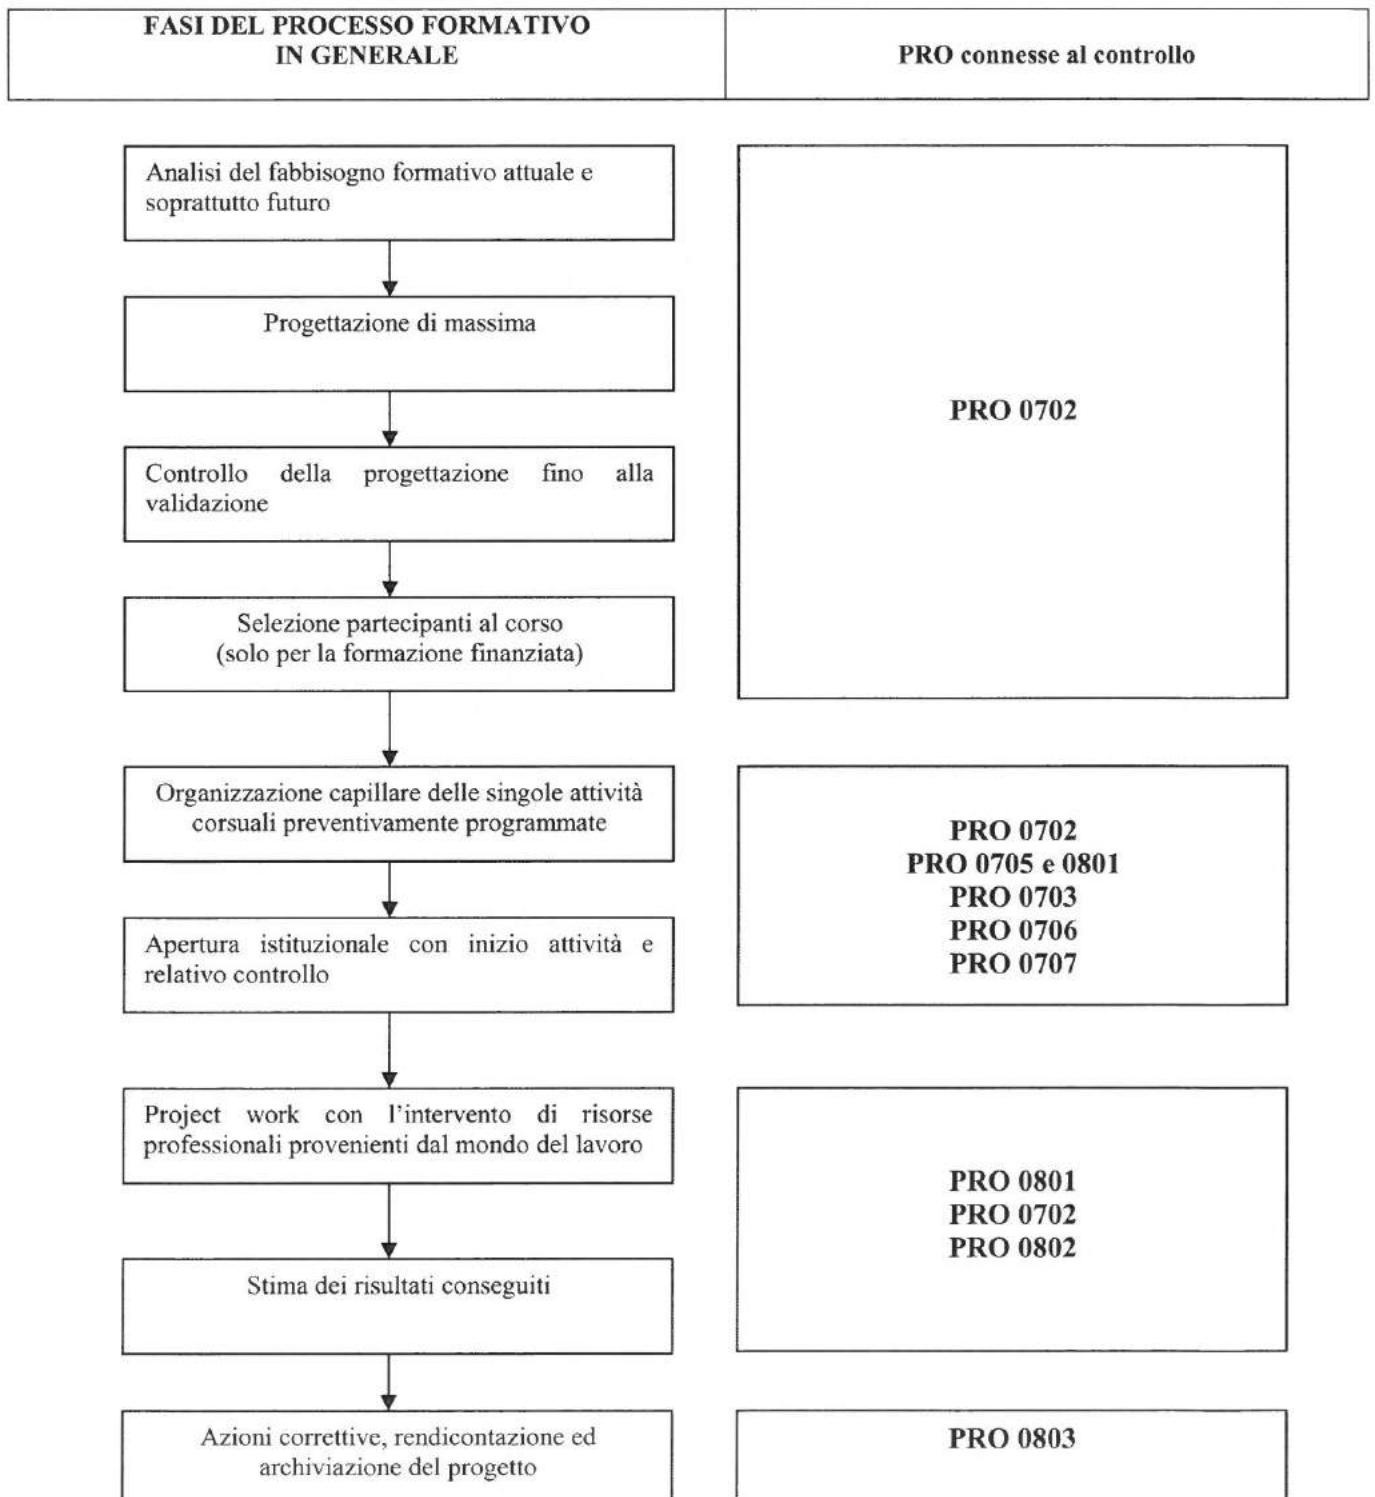 FASI DEL PROCESSO FORMATIVO
IN GENERALE
PRO connesse al controllo
Analisi del fabbisogno formativo attuale e
soprattutto futuro
Progettazione di massima
Controllo della progettazione fino alla
validazione
Selezione partecipanti al corso
(solo per la formazione finanziata)
PRO 0702
Organizzazione capillare delle singole attività
corsuali preventivamente programmate
Apertura istituzionale con inizio attività e
relativo controllo
PRO 0702
PRO 0705 e 0801
PRO 0703
PRO 0706
PRO 0707
Project work con l'intervento di risorse
professionali provenienti dal mondo del lavoro
Stima dei risultati conseguiti
PRO 0801
PRO 0702
PRO 0802
Azioni correttive, rendicontazione ed
archiviazione del progetto
PRO 0803